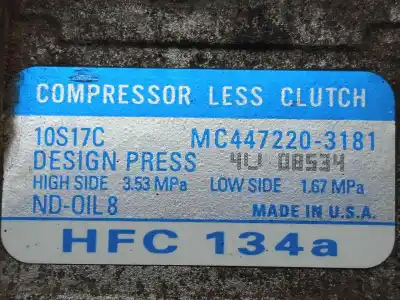 COMPRESSOR LESS CLUTCH
10S17C MC447220-3181
DESIGN PRESS 4LJ 08534
HIGH SIDE 3.53 MPa LOW SIDE 1.67 MPa
ND-OIL 8 MADE IN U.S.A.
HFC 134a